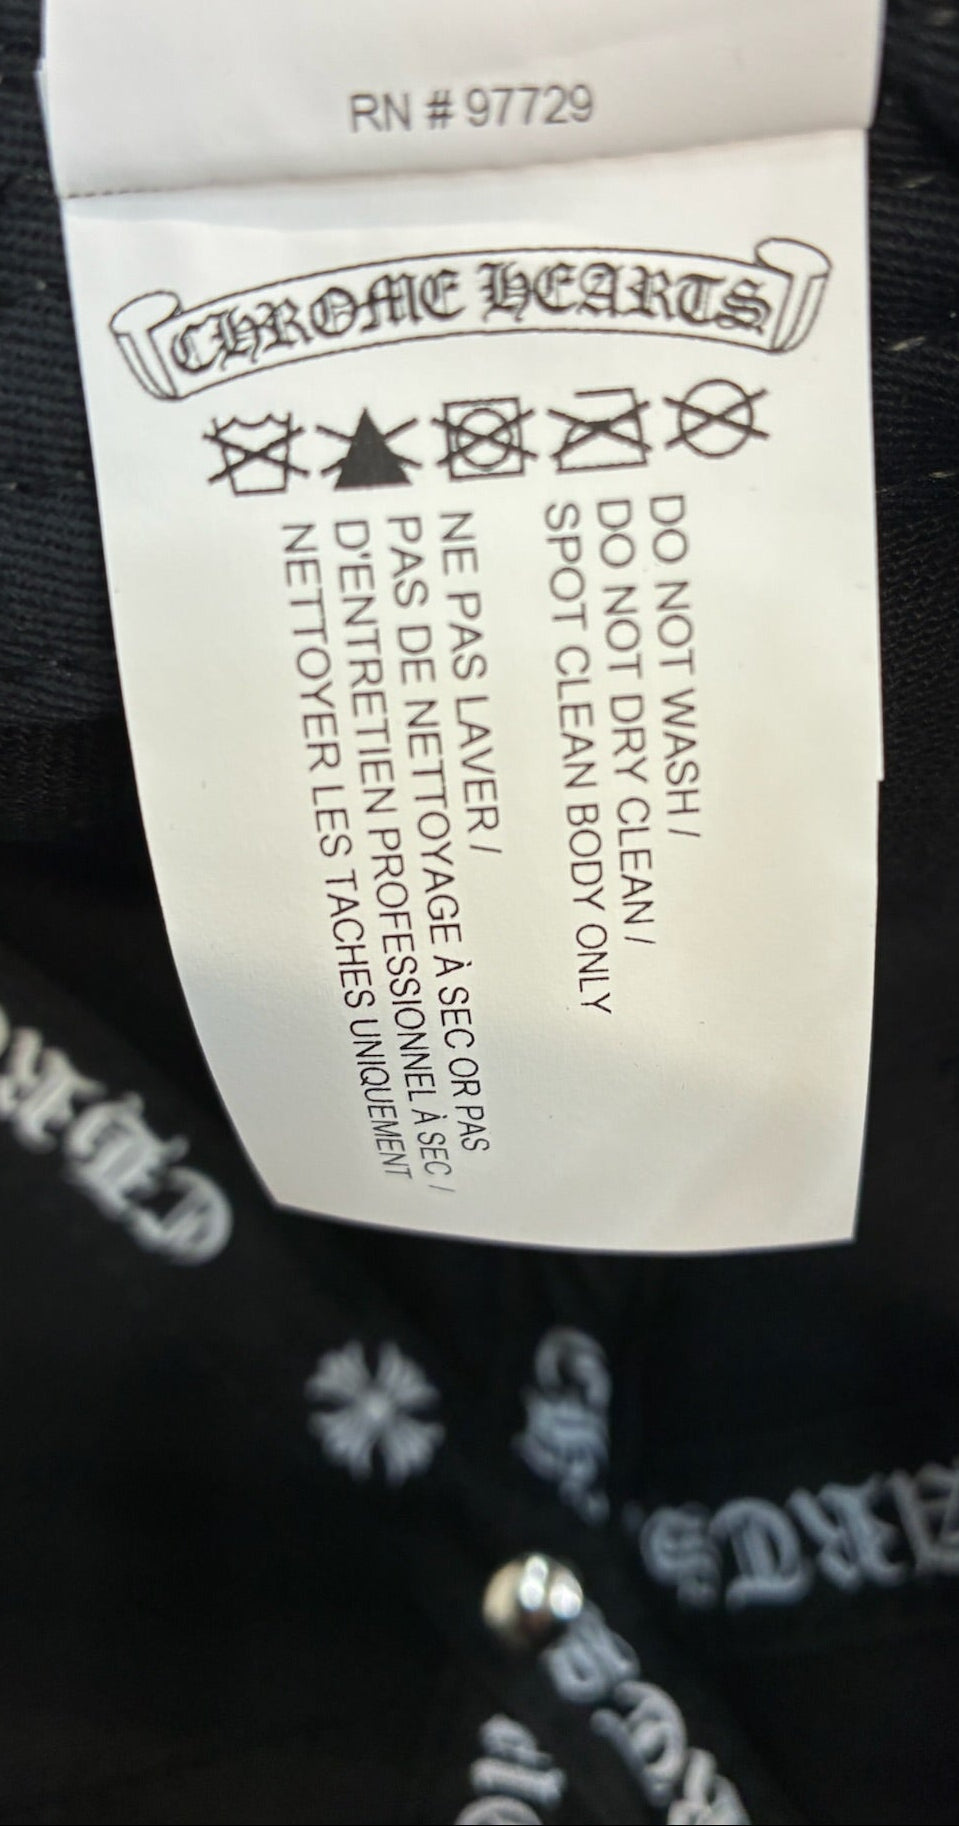 RN # 97729
CHROME HEARTS
DO NOT WASH /
DO NOT DRY CLEAN /
SPOT CLEAN BODY ONLY
NE PAS LAVER /
PAS DE NETTOYAGE À SEC OR PAS
D'ENTRETIEN PROFESSIONNEL À SEC /
NETTOYER LES TACHES UNIQUEMENT